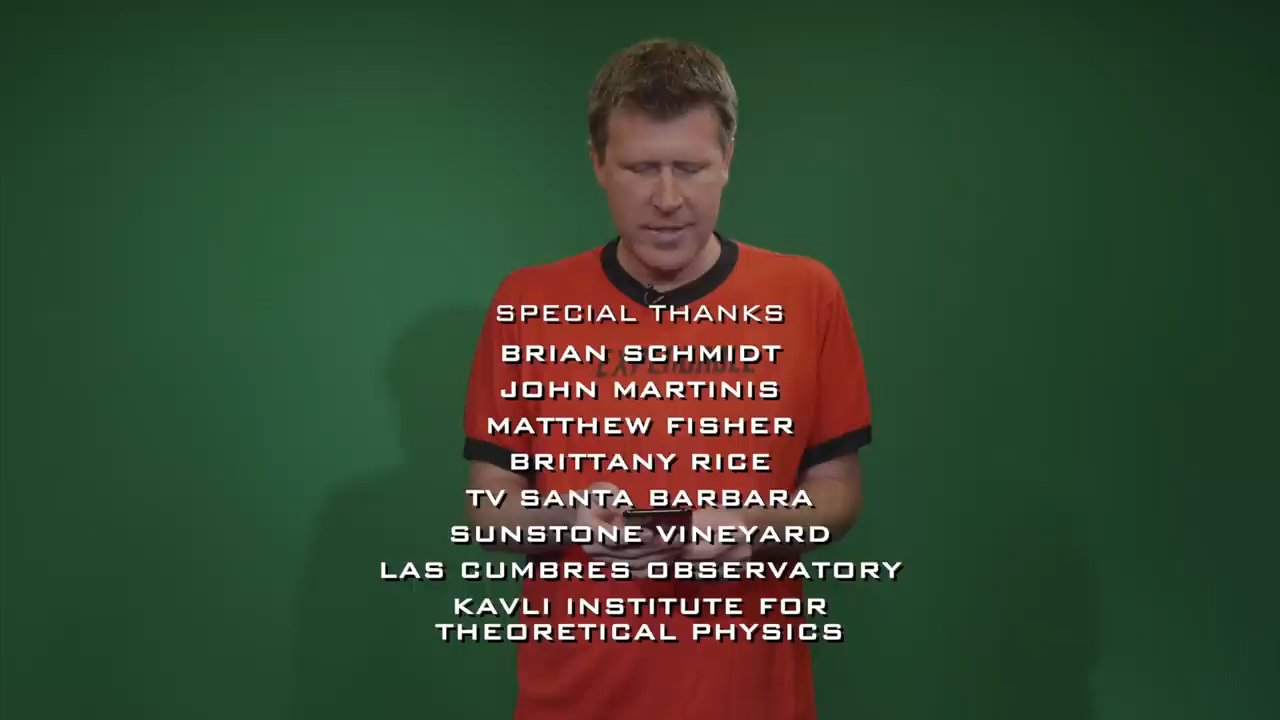 SPECIAL THANKS
BRIAN SCHMIDT
EXPENDABLE
JOHN MARTINIS
MATTHEW FISHER
BRITTANY RICE
TV SANTA BARBARA
SUNSTONE VINEYARD
LAS CUMBRES OBSERVATORY
KAVLI INSTITUTE FOR
THEORETICAL PHYSICS